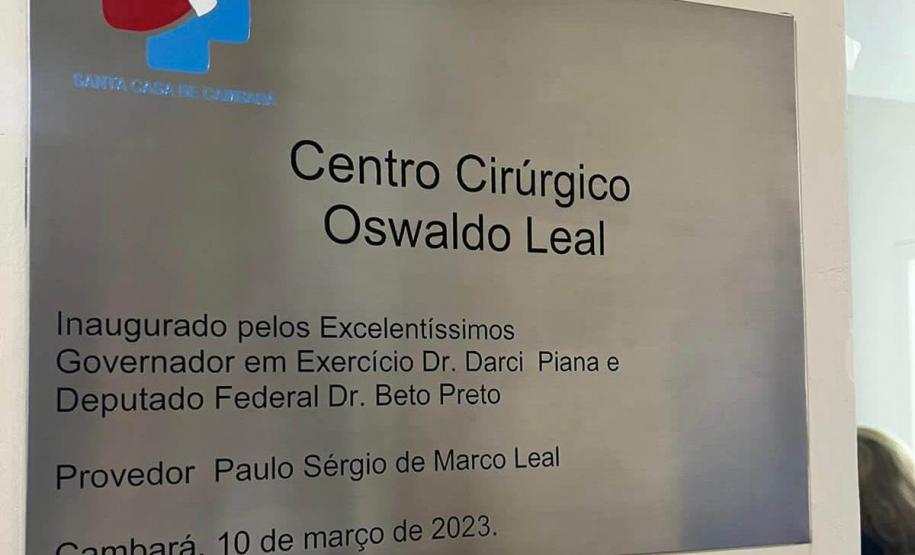 SANTA CASA DE CAMBARÁ
Centro Cirúrgico
Oswaldo Leal
Inaugurado pelos Excelentíssimos
Governador em Exercício Dr. Darci Piana e
Deputado Federal Dr. Beto Preto
Provedor Paulo Sérgio de Marco Leal
Cambará, 10 de março de 2023.